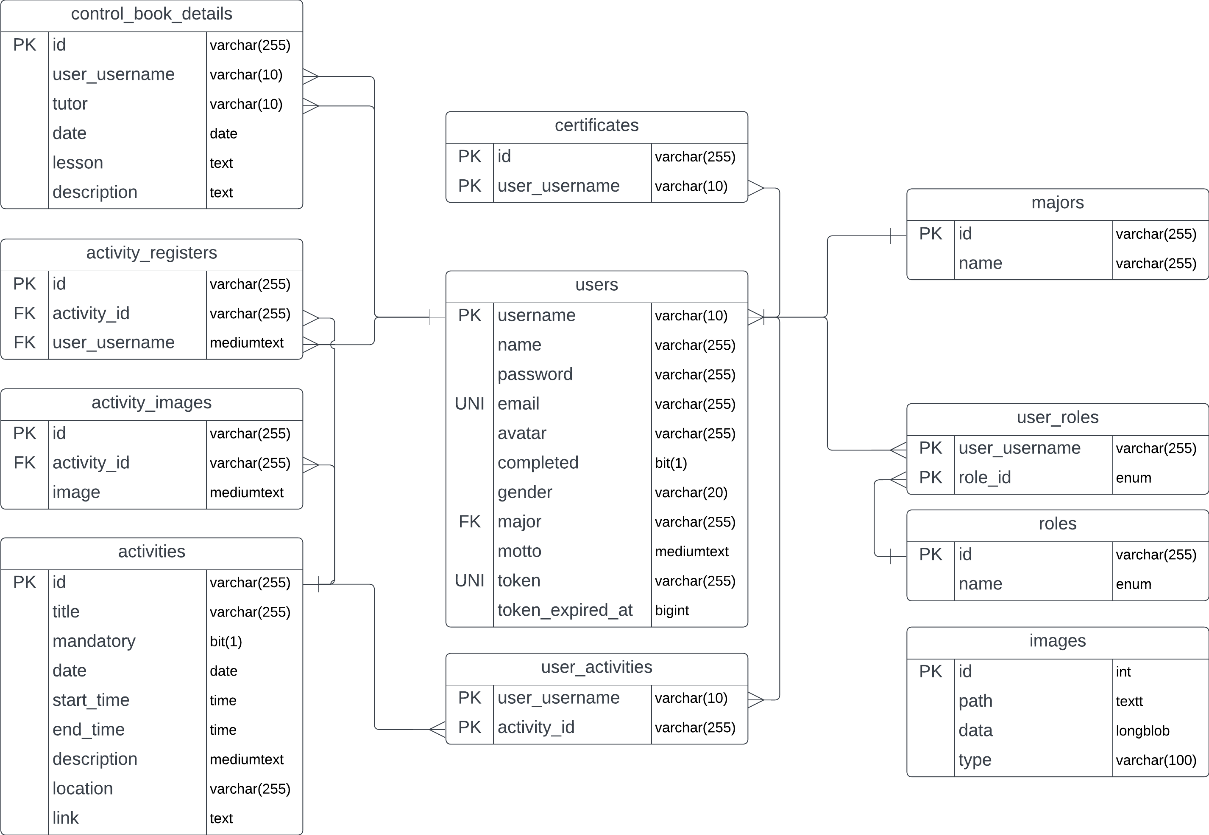 control_book_details
PK id varchar(255)
user_username varchar(10)
tutor varchar(10)
date date
lesson text
description text
activity_registers
PK id varchar(255)
FK activity_id varchar(255)
FK user_username mediumtext
activity_images
PK id varchar(255)
FK activity_id varchar(255)
image mediumtext
activities
PK id varchar(255)
title varchar(255)
mandatory bit(1)
date date
start_time time
end_time time
description mediumtext
location varchar(255)
link text
certificates
PK id varchar(255)
PK user_username varchar(10)
users
PK username varchar(10)
name varchar(255)
password varchar(255)
UNI email varchar(255)
avatar varchar(255)
completed bit(1)
gender varchar(20)
FK major varchar(255)
motto mediumtext
UNI token varchar(255)
token_expired_at bigint
user_activities
PK user_username varchar(10)
PK activity_id varchar(255)
majors
PK id varchar(255)
name varchar(255)
user_roles
PK user_username varchar(255)
PK role_id enum
roles
PK id varchar(255)
name enum
images
PK id int
path textt
data longblob
type varchar(100)